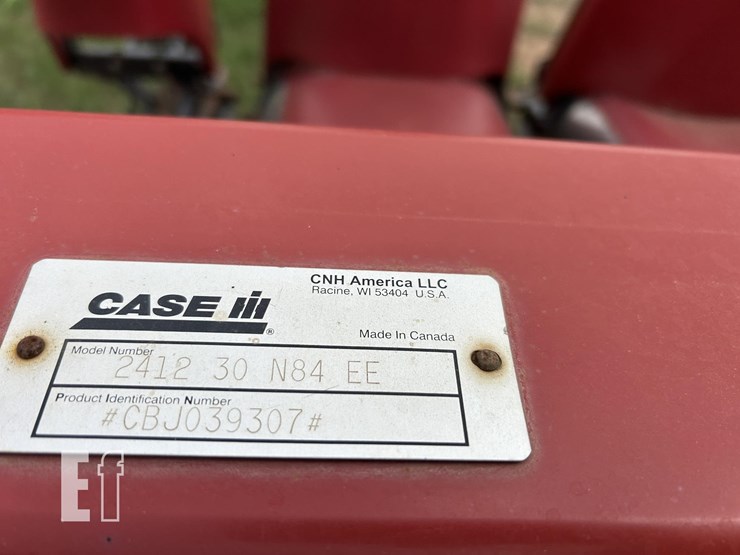 CASE IH®
CNH America LLC
Racine, WI 53404 U.S.A.
Made In Canada
Model Number
2412 30 N84 EE
Product Identification Number
#CBJ039307#
Ef